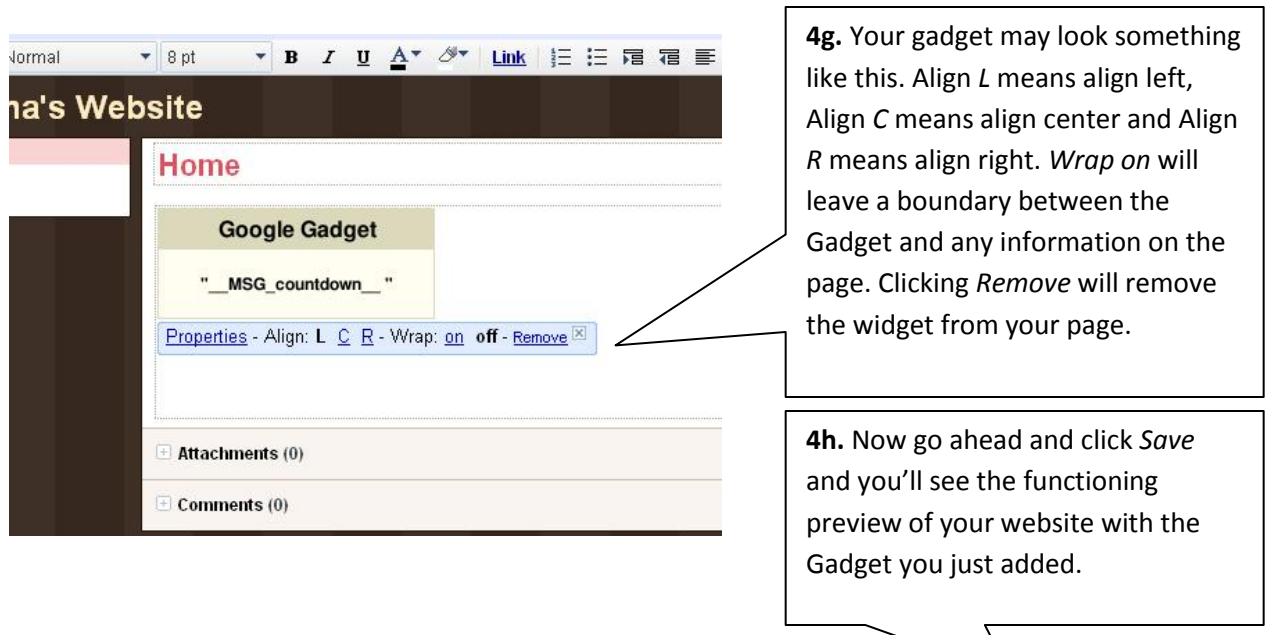 Normal 8 pt B I U A Link
na's Website
Home
Google Gadget
"__MSG_countdown__ "
Properties - Align: L C R - Wrap: on off - Remove
Attachments (0)
Comments (0)
4g. Your gadget may look something
like this. Align L means align left,
Align C means align center and Align
R means align right. Wrap on will
leave a boundary between the
Gadget and any information on the
page. Clicking Remove will remove
the widget from your page.
4h. Now go ahead and click Save
and you’ll see the functioning
preview of your website with the
Gadget you just added.